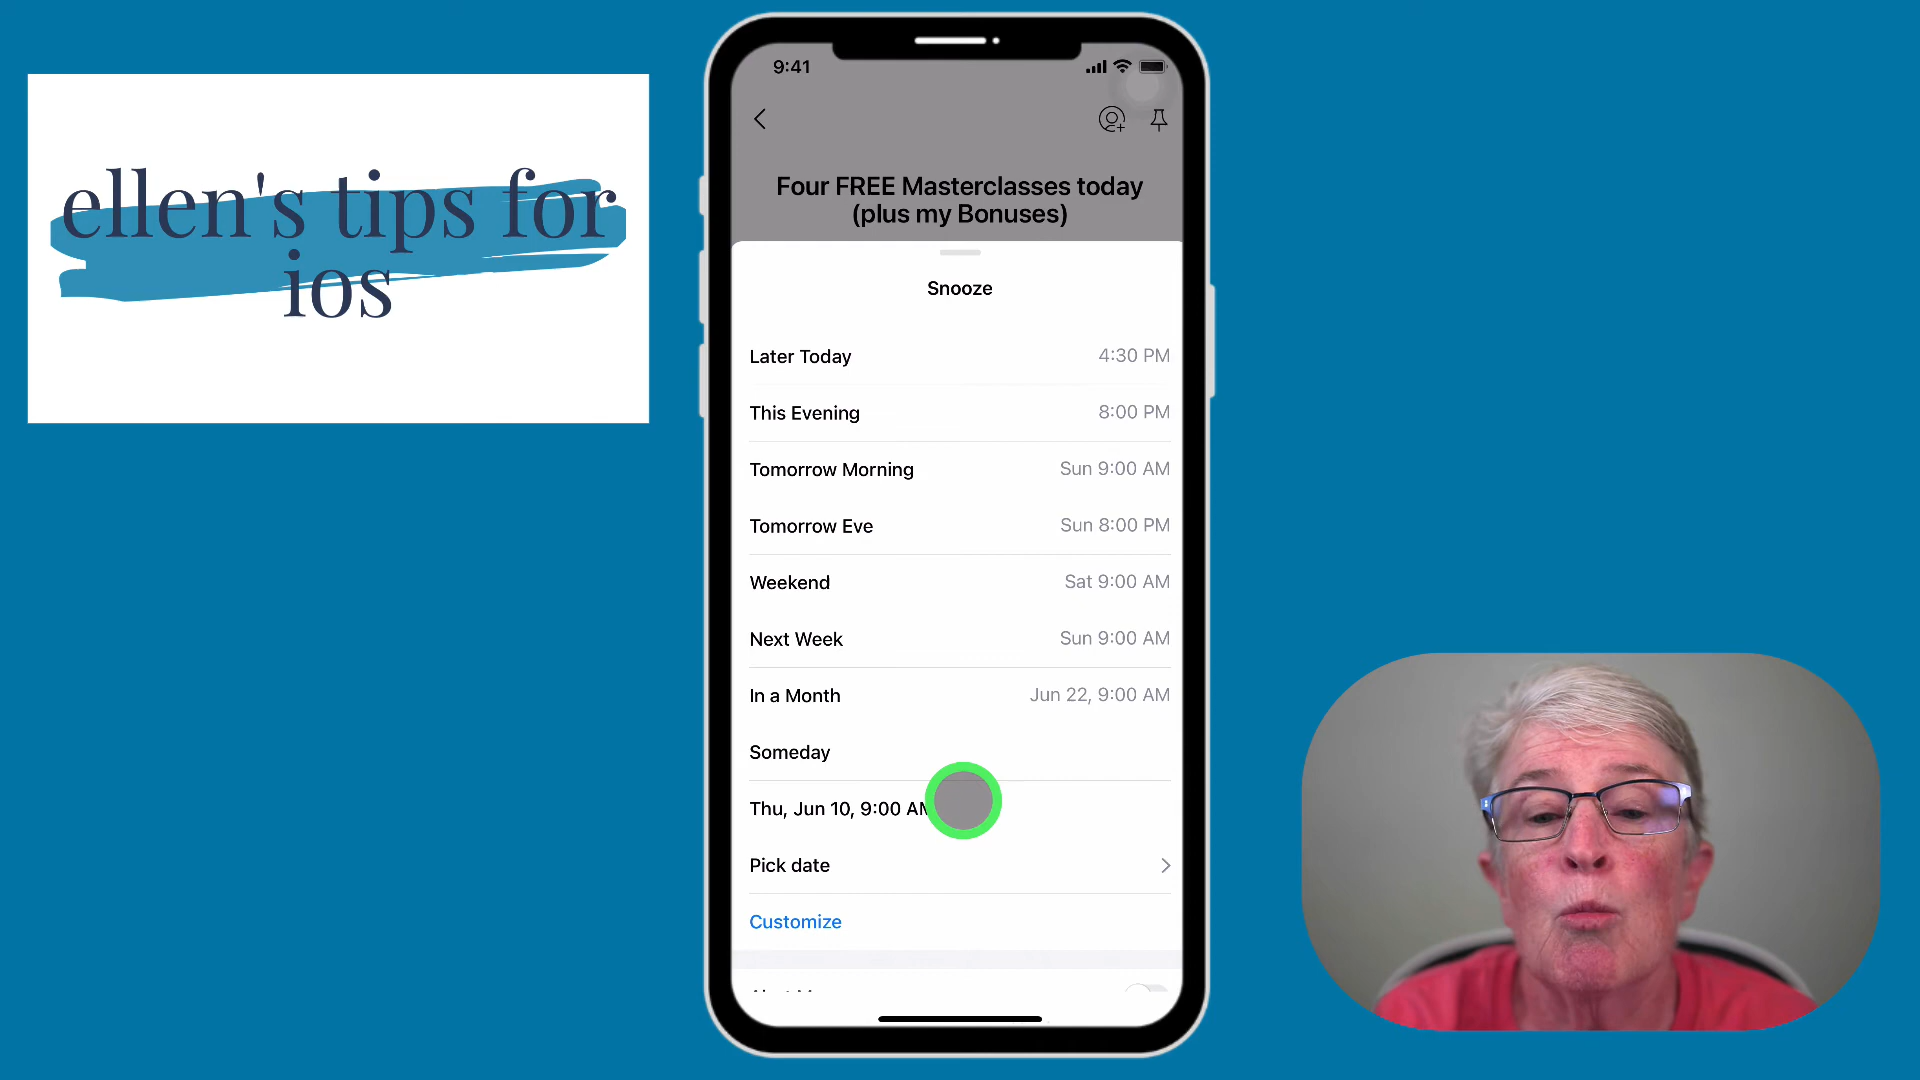 ellen's tips for
ios
9:41
Four FREE Masterclasses today
(plus my Bonuses)
Snooze
Later Today 4:30 PM
This Evening 8:00 PM
Tomorrow Morning Sun 9:00 AM
Tomorrow Eve Sun 8:00 PM
Weekend Sat 9:00 AM
Next Week Sun 9:00 AM
In a Month Jun 22, 9:00 AM
Someday
Thu, Jun 10, 9:00 AM
Pick date
Customize